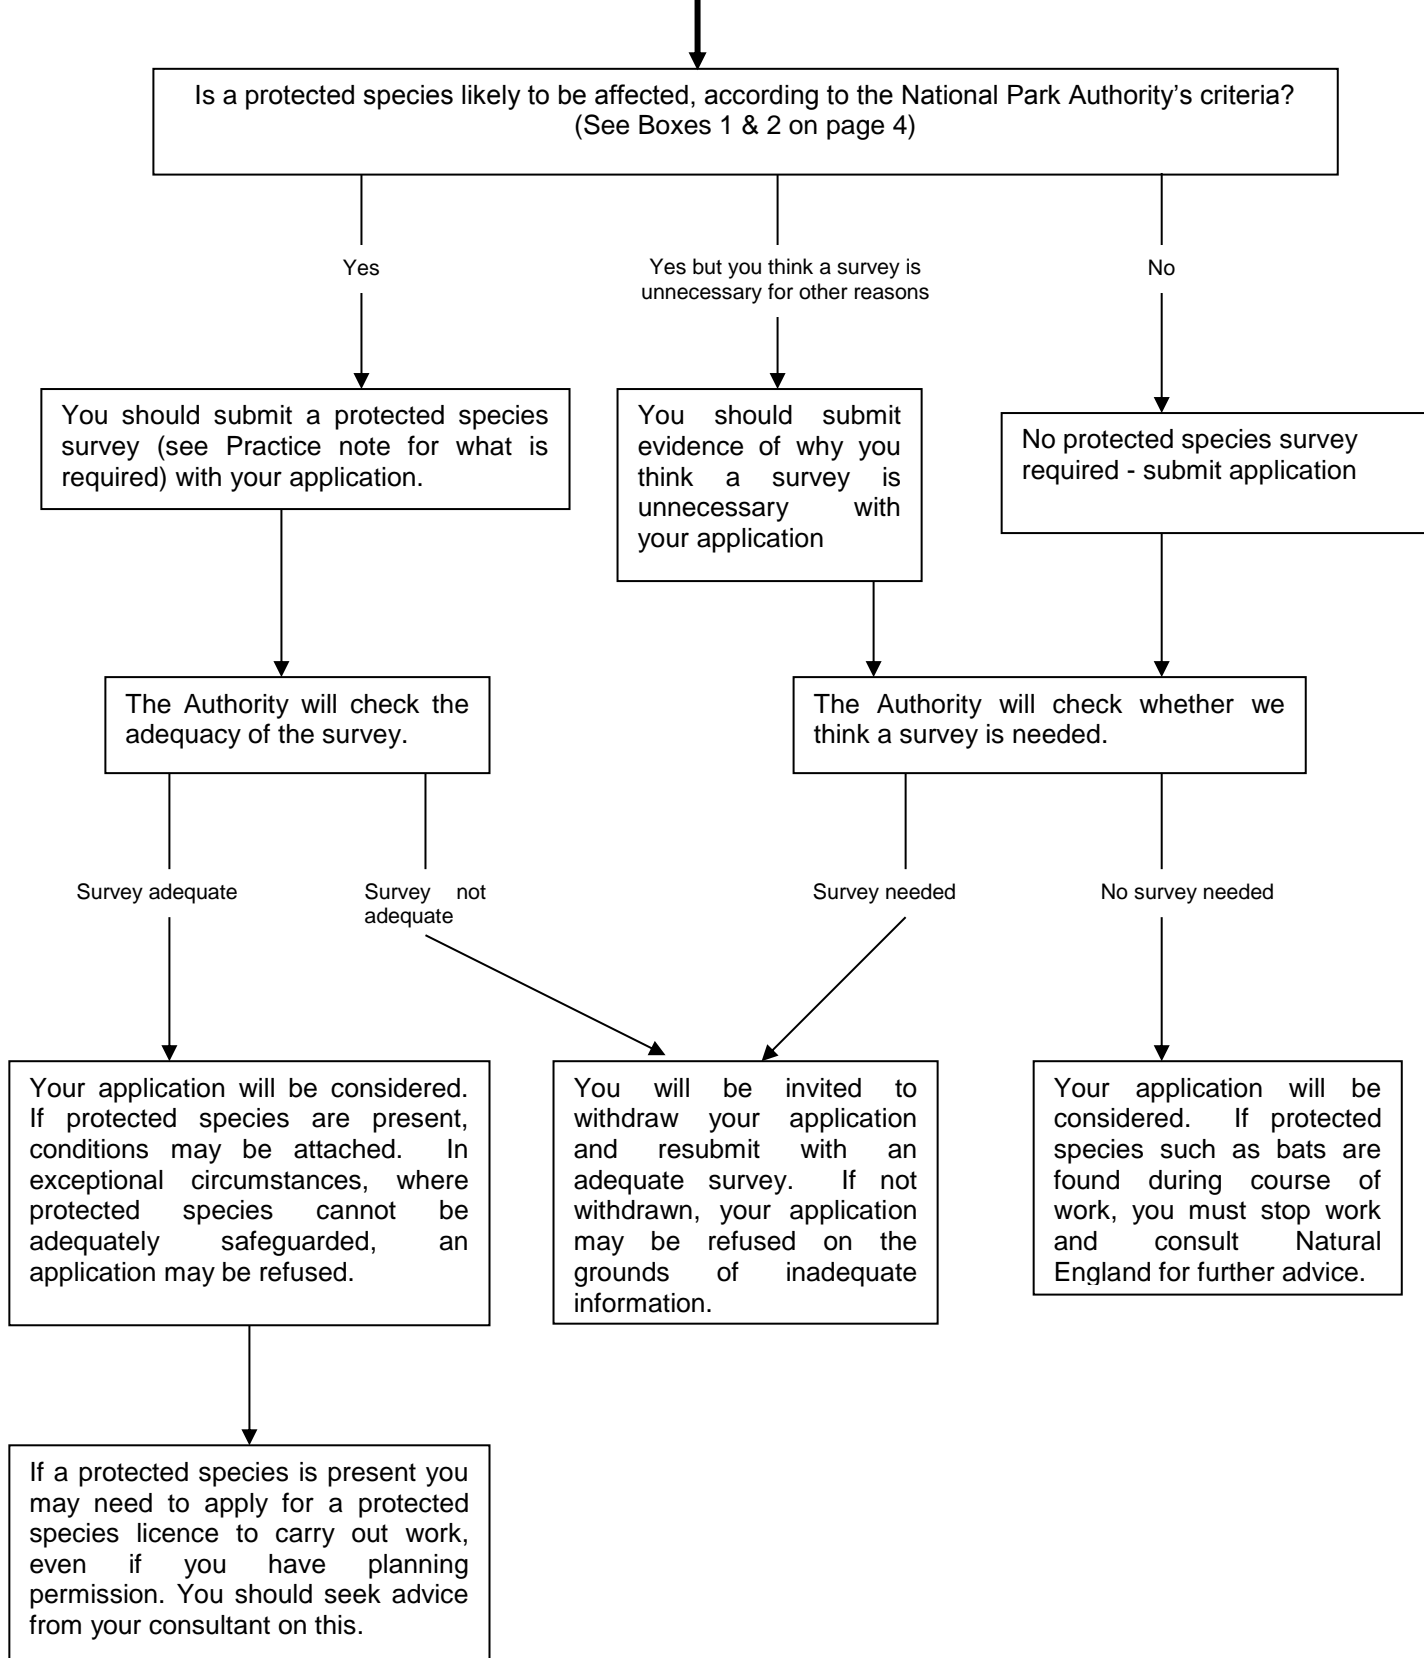 Is a protected species likely to be affected, according to the National Park Authority's criteria?
(See Boxes 1 & 2 on page 4)
Yes
Yes but you think a survey is
unnecessary for other reasons
No
You should submit a protected species
survey (see Practice note for what is
required) with your application.
You should submit
evidence of why you
think a survey is
unnecessary with
your application
No protected species survey
required - submit application
The Authority will check the
adequacy of the survey.
The Authority will check whether we
think a survey is needed.
Survey adequate
Survey not
adequate
Survey needed
No survey needed
Your application will be considered.
If protected species are present,
conditions may be attached. In
exceptional circumstances, where
protected species cannot be
adequately safeguarded, an
application may be refused.
You will be invited to
withdraw your application
and resubmit with an
adequate survey. If not
withdrawn, your application
may be refused on the
grounds of inadequate
information.
Your application will be
considered. If protected
species such as bats are
found during course of
work, you must stop work
and consult Natural
England for further advice.
If a protected species is present you
may need to apply for a protected
species licence to carry out work,
even if you have planning
permission. You should seek advice
from your consultant on this.